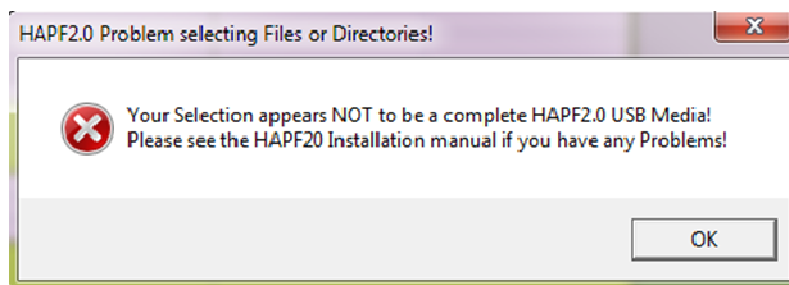 HAPF2.0 Problem selecting Files or Directories!
Your Selection appears NOT to be a complete HAPF2.0 USB Media!
Please see the HAPF20 Installation manual if you have any Problems!
OK